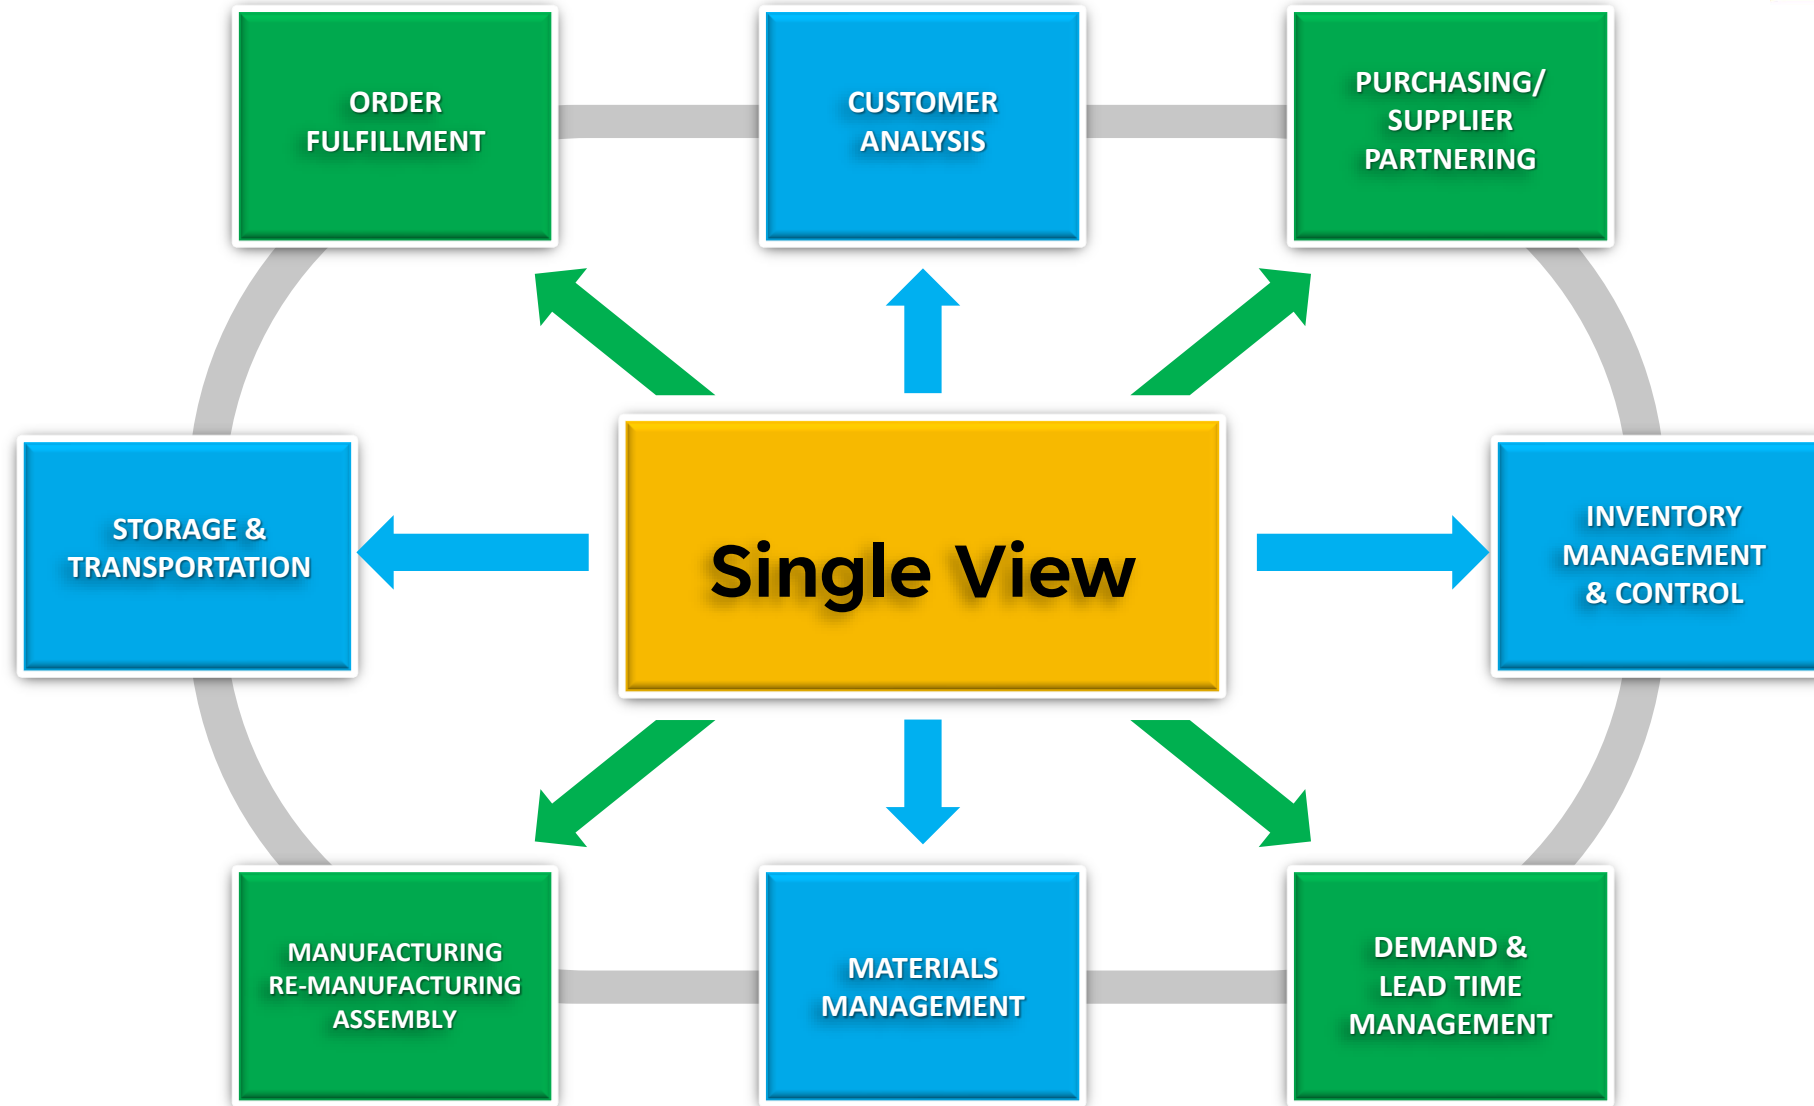 ORDER
FULFILLMENT
CUSTOMER
ANALYSIS
PURCHASING/
SUPPLIER
PARTNERING
STORAGE &
TRANSPORTATION
Single View
INVENTORY
MANAGEMENT
& CONTROL
MANUFACTURING
RE-MANUFACTURING
ASSEMBLY
MATERIALS
MANAGEMENT
DEMAND &
LEAD TIME
MANAGEMENT